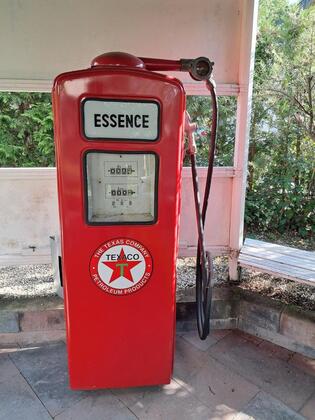 ESSENCE
THE TEXAS COMPANY
TEXACO
T
PETROLEUM PRODUCTS